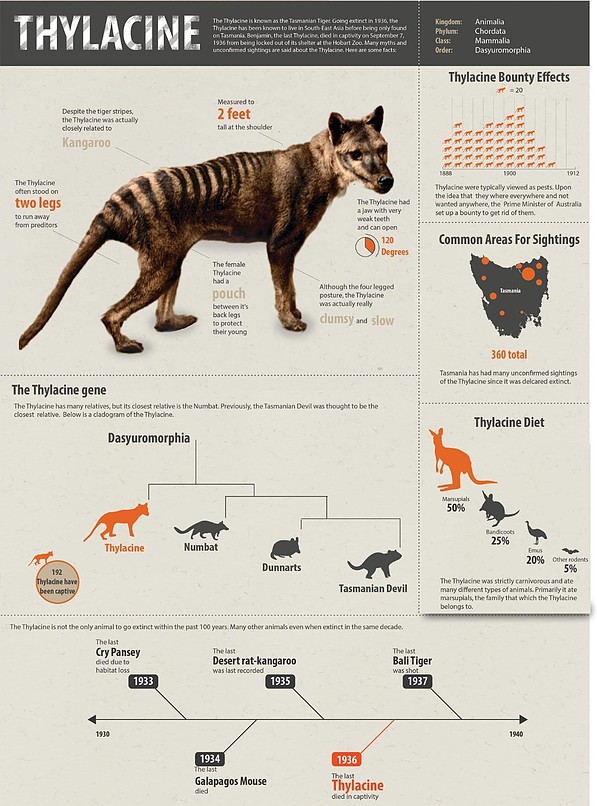 THYLACINE
The Thylacine is known as the Tasmanian Tiger. Going extinct in 1936, the
Thylacine has been known to live in South-East Asia before being only found
on Tasmania. Benjamin, the last Thylacine, died in captivity on September 7,
1936 from being locked out of its shelter at the Hobart Zoo. Many myths and
unconfirmed sightings are said about the Thylacine. Here are some facts:
Kingdom: Animalia
Phylum: Chordata
Class: Mammalia
Order: Dasyuromorphia
Despite the tiger stripes,
the Thylacine was actually
closely related to
Kangaroo
Measured to
2 feet
tall at the shoulder
The Thylacine
often stood on
two legs
to run away
from preditors
The Thylacine had
a jaw with very
weak teeth
and can open
120
Degrees
The female
Thylacine
had a
pouch
between it's
back legs
to protect
their young
Although the four legged
posture, the Thylacine
was actually really
clumsy and slow
Thylacine Bounty Effects
= 20
1888
1900
1912
Thylacine were typically viewed as pests. Upon
the idea that they where everywhere and not
wanted anywhere, the Prime Minister of Australia
set up a bounty to get rid of them.
Common Areas For Sightings
Tasmania
360 total
Tasmania has had many unconfirmed sightings
of the Thylacine since it was delcared extinct.
Thylacine Diet
Marsupials
50%
Bandicoots
25%
Emus
20%
Other rodents
5%
The Thylacine was strictly carnivorous and ate
many different types of animals. Primarily it ate
marsupials, the family that which the Thylacine
belongs to.
The Thylacine gene
The Thylacine has many relatives, but its closest relative is the Numbat. Previously, the Tasmanian Devil was thought to be the
closest relative. Below is a cladogram of the Thylacine.
Dasyuromorphia
Thylacine
Numbat
Dunnarts
Tasmanian Devil
192
Thylacine have
been captive
The Thylacine is not the only animal to go extinct within the past 100 years. Many other animals even when extinct in the same decade.
The last
Cry Pansey
died due to
habitat loss
1933
The last
Desert rat-kangaroo
was last recorded
1935
The last
Bali Tiger
was shot
1937
1930
1940
1934
The last
Galapagos Mouse
died
1936
The last
Thylacine
died in captivity